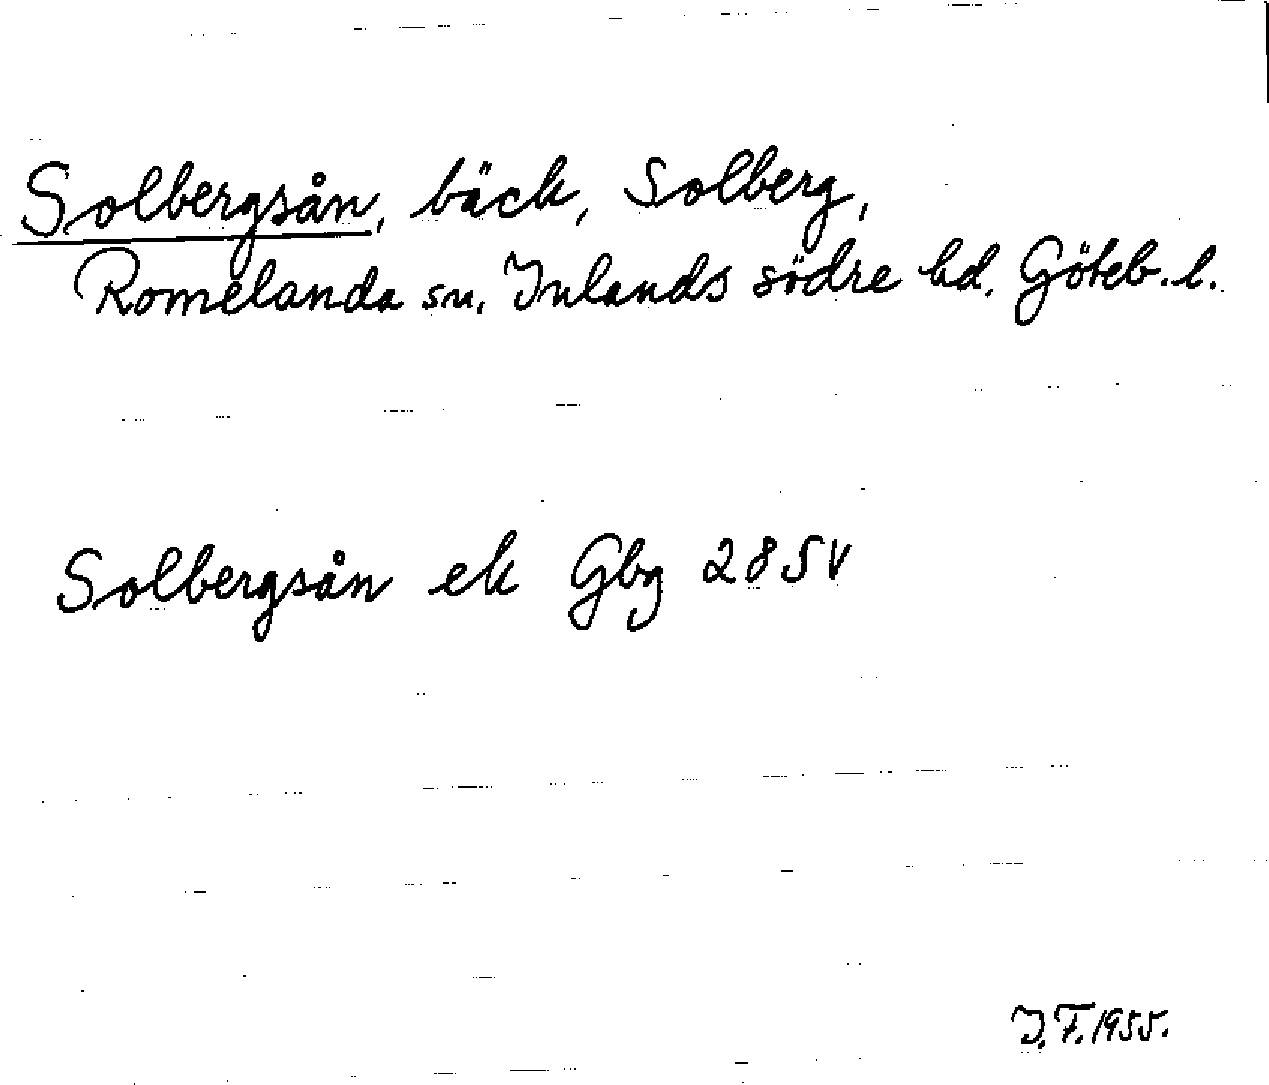 Solbergsån, bäck, Solberg,
Romelanda sn. Inlands södre hd. Göteb. l.
Solbergsån ek Gbg 285V
I.F. 1955.